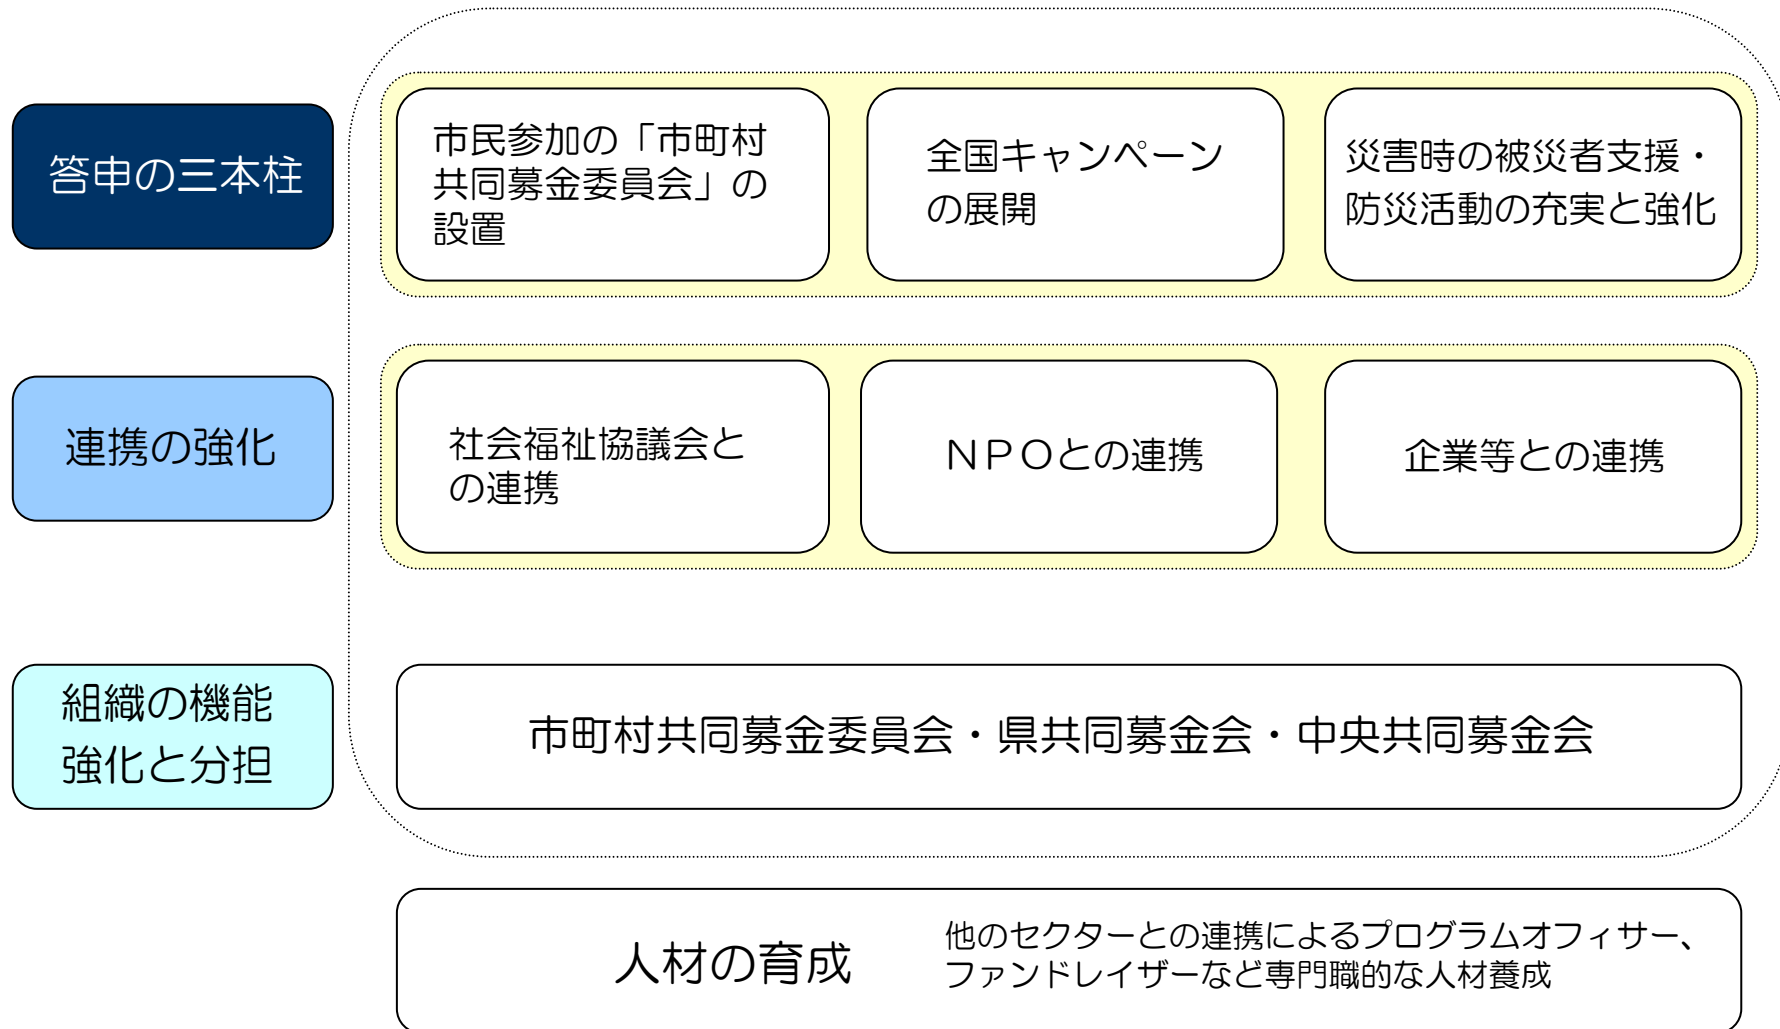 答申の三本柱
市民参加の「市町村
共同募金委員会」の
設置
全国キャンペーン
の展開
災害時の被災者支援・
防災活動の充実と強化
連携の強化
社会福祉協議会と
の連携
ＮＰＯとの連携
企業等との連携
組織の機能
強化と分担
市町村共同募金委員会・県共同募金会・中央共同募金会
人材の育成
他のセクターとの連携によるプログラムオフィサー、
ファンドレイザーなど専門職的な人材養成